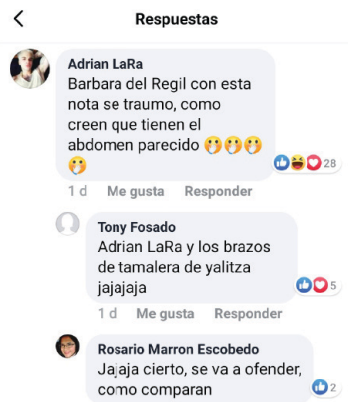 Respuestas
Adrian LaRa
Barbara del Regil con esta
nota se traumo, como
creen que tienen el
abdomen parecido 🤭🤭🤭
🤭
28
1 d Me gusta Responder
Tony Fosado
Adrian LaRa y los brazos
de tamalera de yalitza
jajajaja
5
1 d Me gusta Responder
Rosario Marron Escobedo
Jajaja cierto, se va a ofender,
como comparan
2